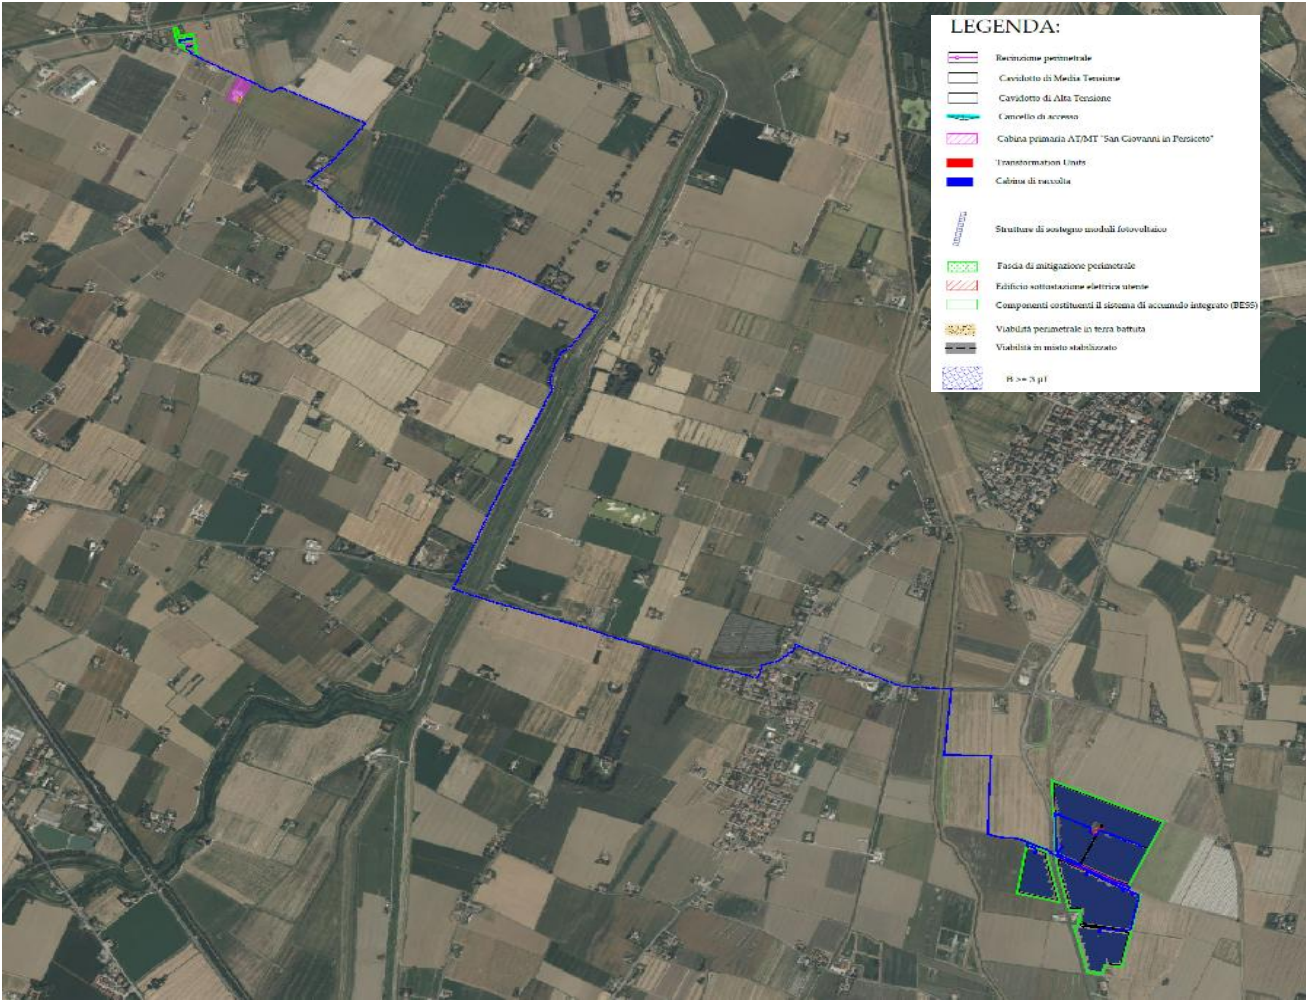 LEGENDA:
Recinzione perimetrale
Cavidotto di Media Tensione
Cavidotto di Alta Tensione
Cancello di accesso
Cabina primaria AT/MT "San Giovanni in Persiceto"
Transformation Units
Cabina di raccolta
Strutture di sostegno moduli fotovoltaico
Fascia di mitigazione perimetrale
Edificio sottostazione elettrica utente
Componenti costituenti il sistema di accumulo integrato (BESS)
Viabilità perimetrale in terra battuta
Viabilità in misto stabilizzato
B >= 3 µT